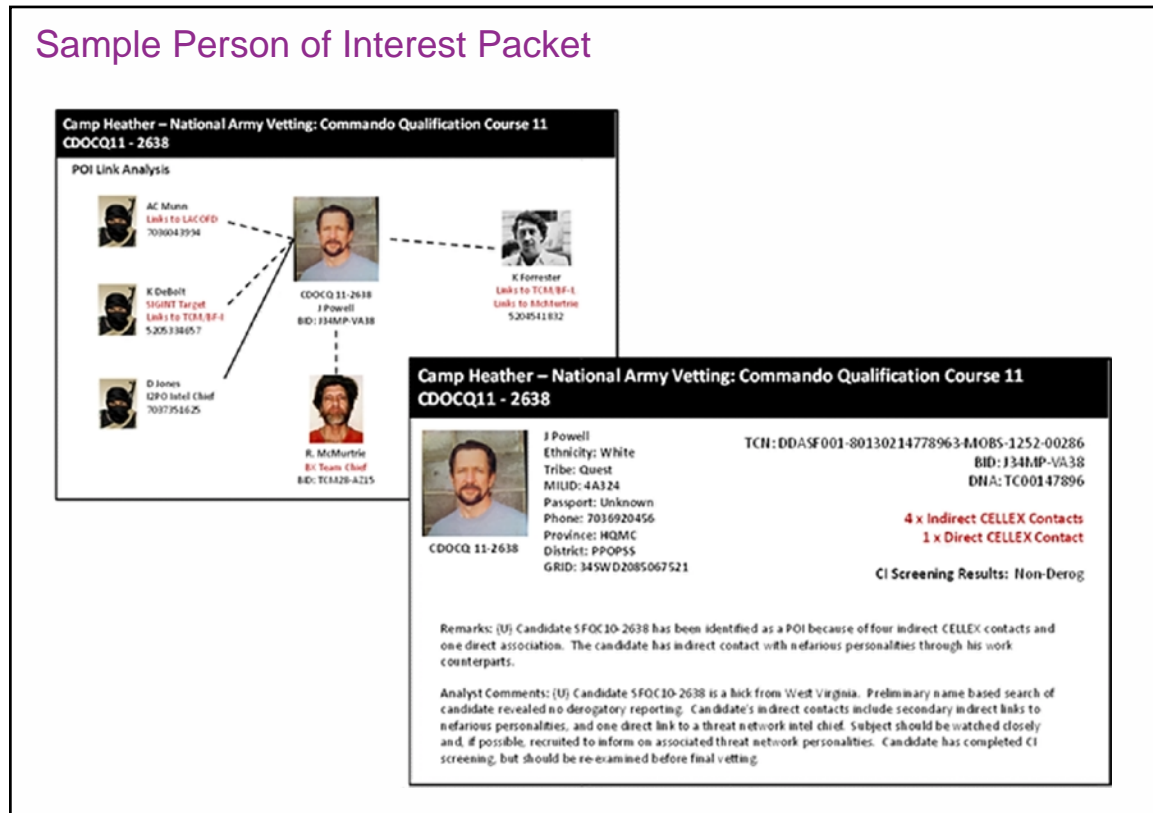 Sample Person of Interest Packet
Camp Heather – National Army Vetting: Commando Qualification Course 11
CDOCQ11 - 2638
POI Link Analysis
AC Munn
Links to LACOFD
7036043994
K DeBolt
SIGINT Target
Links to TCM/BF-I
5205334657
D Jones
I2PO Intel Chief
7037351625
CDOCQ 11-2638
J Powell
BID: J34MP-VA38
R. McMurtrie
BX Team Chief
BID: TCM28-AZ15
K Forrester
Links to TCM/BF-I.
Links to McMurtrie
5204541832
Camp Heather – National Army Vetting: Commando Qualification Course 11
CDOCQ11 - 2638
CDOCQ 11-2638
J Powell
Ethnicity: White
Tribe: Quest
MILID: 4A324
Passport: Unknown
Phone: 7036920456
Province: HQMC
District: PPOPSS
GRID: 34SWD2085067521
TCN: DDASF001-80130214778963-MOBS-1252-00286
BID: J34MP-VA38
DNA: TC00147896
4 x Indirect CELLEX Contacts
1 x Direct CELLEX Contact
CI Screening Results: Non-Derog
Remarks: (U) Candidate SFQC10-2638 has been identified as a POI because of four indirect CELLEX contacts and
one direct association. The candidate has indirect contact with nefarious personalities through his work
counterparts.
Analyst Comments: (U) Candidate SFQC10-2638 is a hick from West Virginia. Preliminary name based search of
candidate revealed no derogatory reporting. Candidate's indirect contacts include secondary indirect links to
nefarious personalities, and one direct link to a threat network intel chief. Subject should be watched closely
and, if possible, recruited to inform on associated threat network personalities. Candidate has completed CI
screening, but should be re-examined before final vetting.